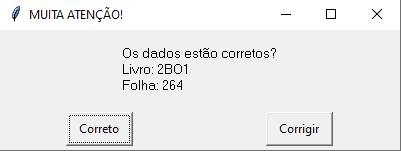 MUITA ATENÇÃO!
Os dados estão corretos?
Livro: 2BO1
Folha: 264
Correto
Corrigir